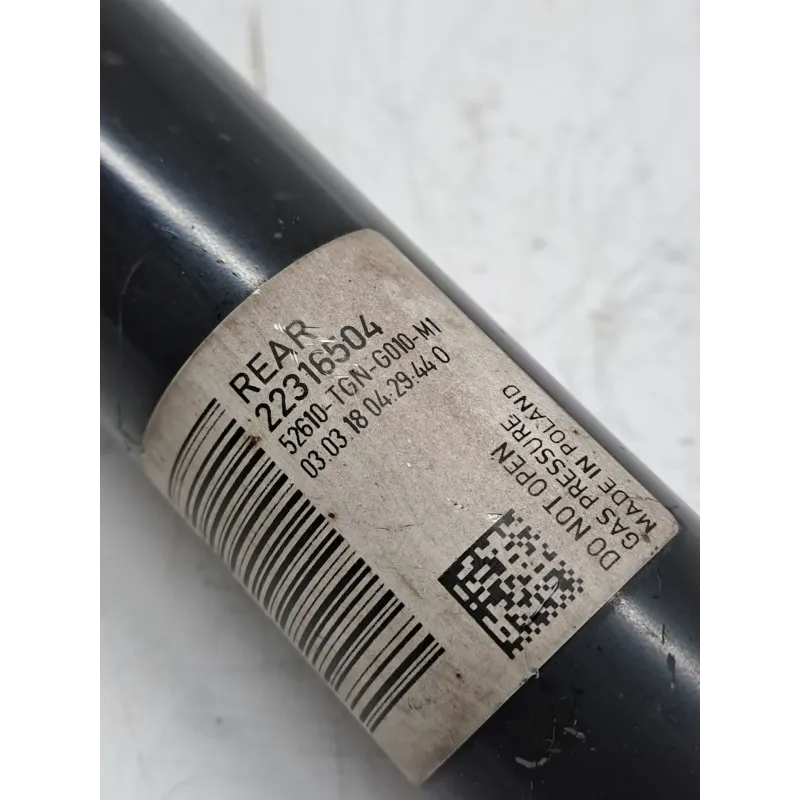 REAR
22316504
52610-TGN-G010-M1
03.03.18 04:29:44 0
DO NOT OPEN
GAS PRESSURE
MADE IN POLAND